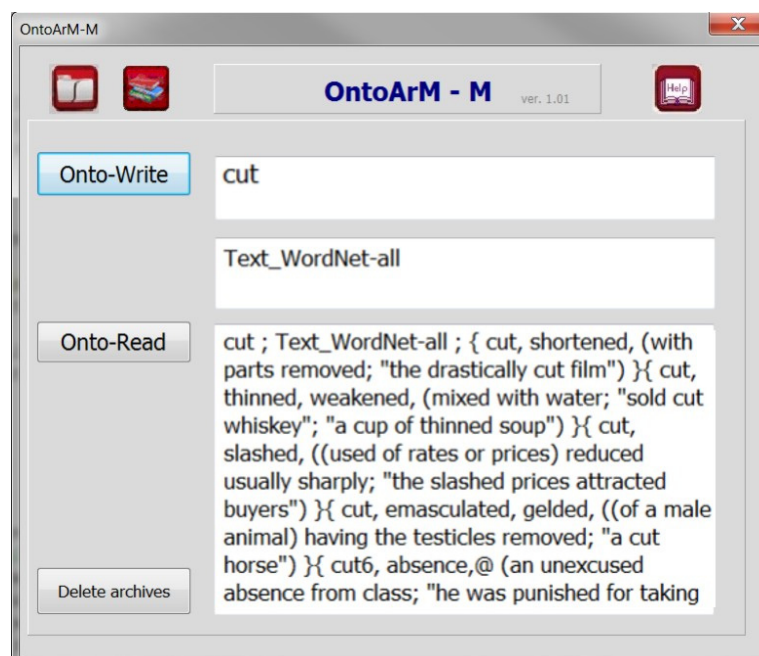 OntoArM-M
OntoArM - M ver. 1.01
Help
Onto-Write
cut
Text_WordNet-all
Onto-Read
cut ; Text_WordNet-all ; { cut, shortened, (with
parts removed; "the drastically cut film") }{ cut,
thinned, weakened, (mixed with water; "sold cut
whiskey"; "a cup of thinned soup") }{ cut,
slashed, ((used of rates or prices) reduced
usually sharply; "the slashed prices attracted
buyers") }{ cut, emasculated, gelded, ((of a male
animal) having the testicles removed; "a cut
horse") }{ cut6, absence,@ (an unexcused
absence from class; "he was punished for taking
Delete archives